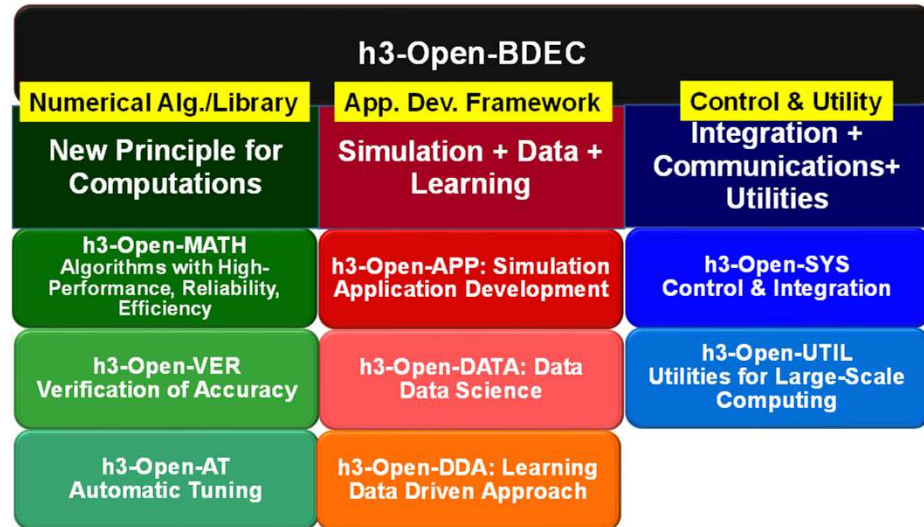 h3-Open-BDEC
Numerical Alg./Library
New Principle for
Computations
h3-Open-MATH
Algorithms with High-
Performance, Reliability,
Efficiency
h3-Open-VER
Verification of Accuracy
h3-Open-AT
Automatic Tuning
App. Dev. Framework
Simulation + Data +
Learning
h3-Open-APP: Simulation
Application Development
h3-Open-DATA: Data
Data Science
h3-Open-DDA: Learning
Data Driven Approach
Control & Utility
Integration +
Communications+
Utilities
h3-Open-SYS
Control & Integration
h3-Open-UTIL
Utilities for Large-Scale
Computing